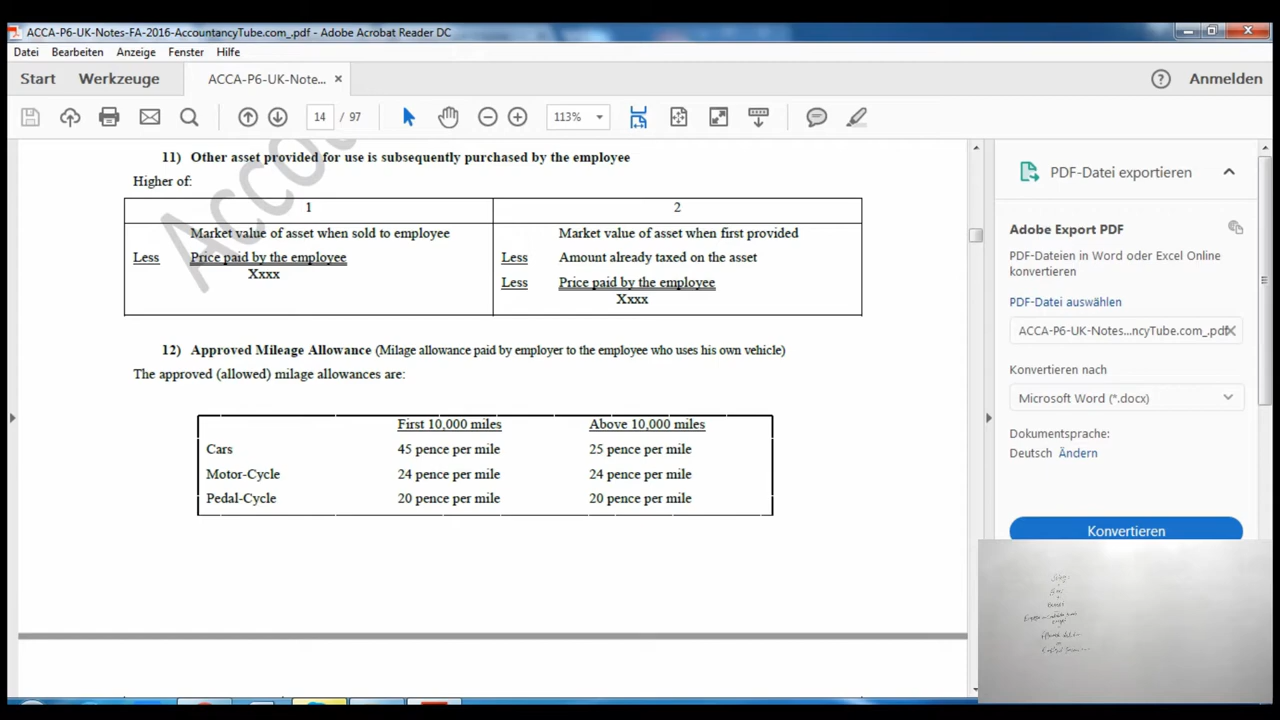 ACCA-P6-UK-Notes-FA-2016-AccountancyTube.com_.pdf - Adobe Acrobat Reader DC
Datei Bearbeiten Anzeige Fenster Hilfe
Start Werkzeuge ACCA-P6-UK-Note... × ? Anmelden
14 / 97 113%
11) Other asset provided for use is subsequently purchased by the employee
Higher of:
1 2
Market value of asset when sold to employee Market value of asset when first provided
Less Price paid by the employee Less Amount already taxed on the asset
Xxxx Less Price paid by the employee
Xxxx
12) Approved Mileage Allowance (Milage allowance paid by employer to the employee who uses his own vehicle)
The approved (allowed) milage allowances are:
First 10,000 miles Above 10,000 miles
Cars 45 pence per mile 25 pence per mile
Motor-Cycle 24 pence per mile 24 pence per mile
Pedal-Cycle 20 pence per mile 20 pence per mile
PDF-Datei exportieren
Adobe Export PDF
PDF-Dateien in Word oder Excel Online
konvertieren
PDF-Datei auswählen
ACCA-P6-UK-Notes...ncyTube.com_.pdf
Konvertieren nach
Microsoft Word (*.docx)
Dokumentsprache:
Deutsch Ändern
Konvertieren